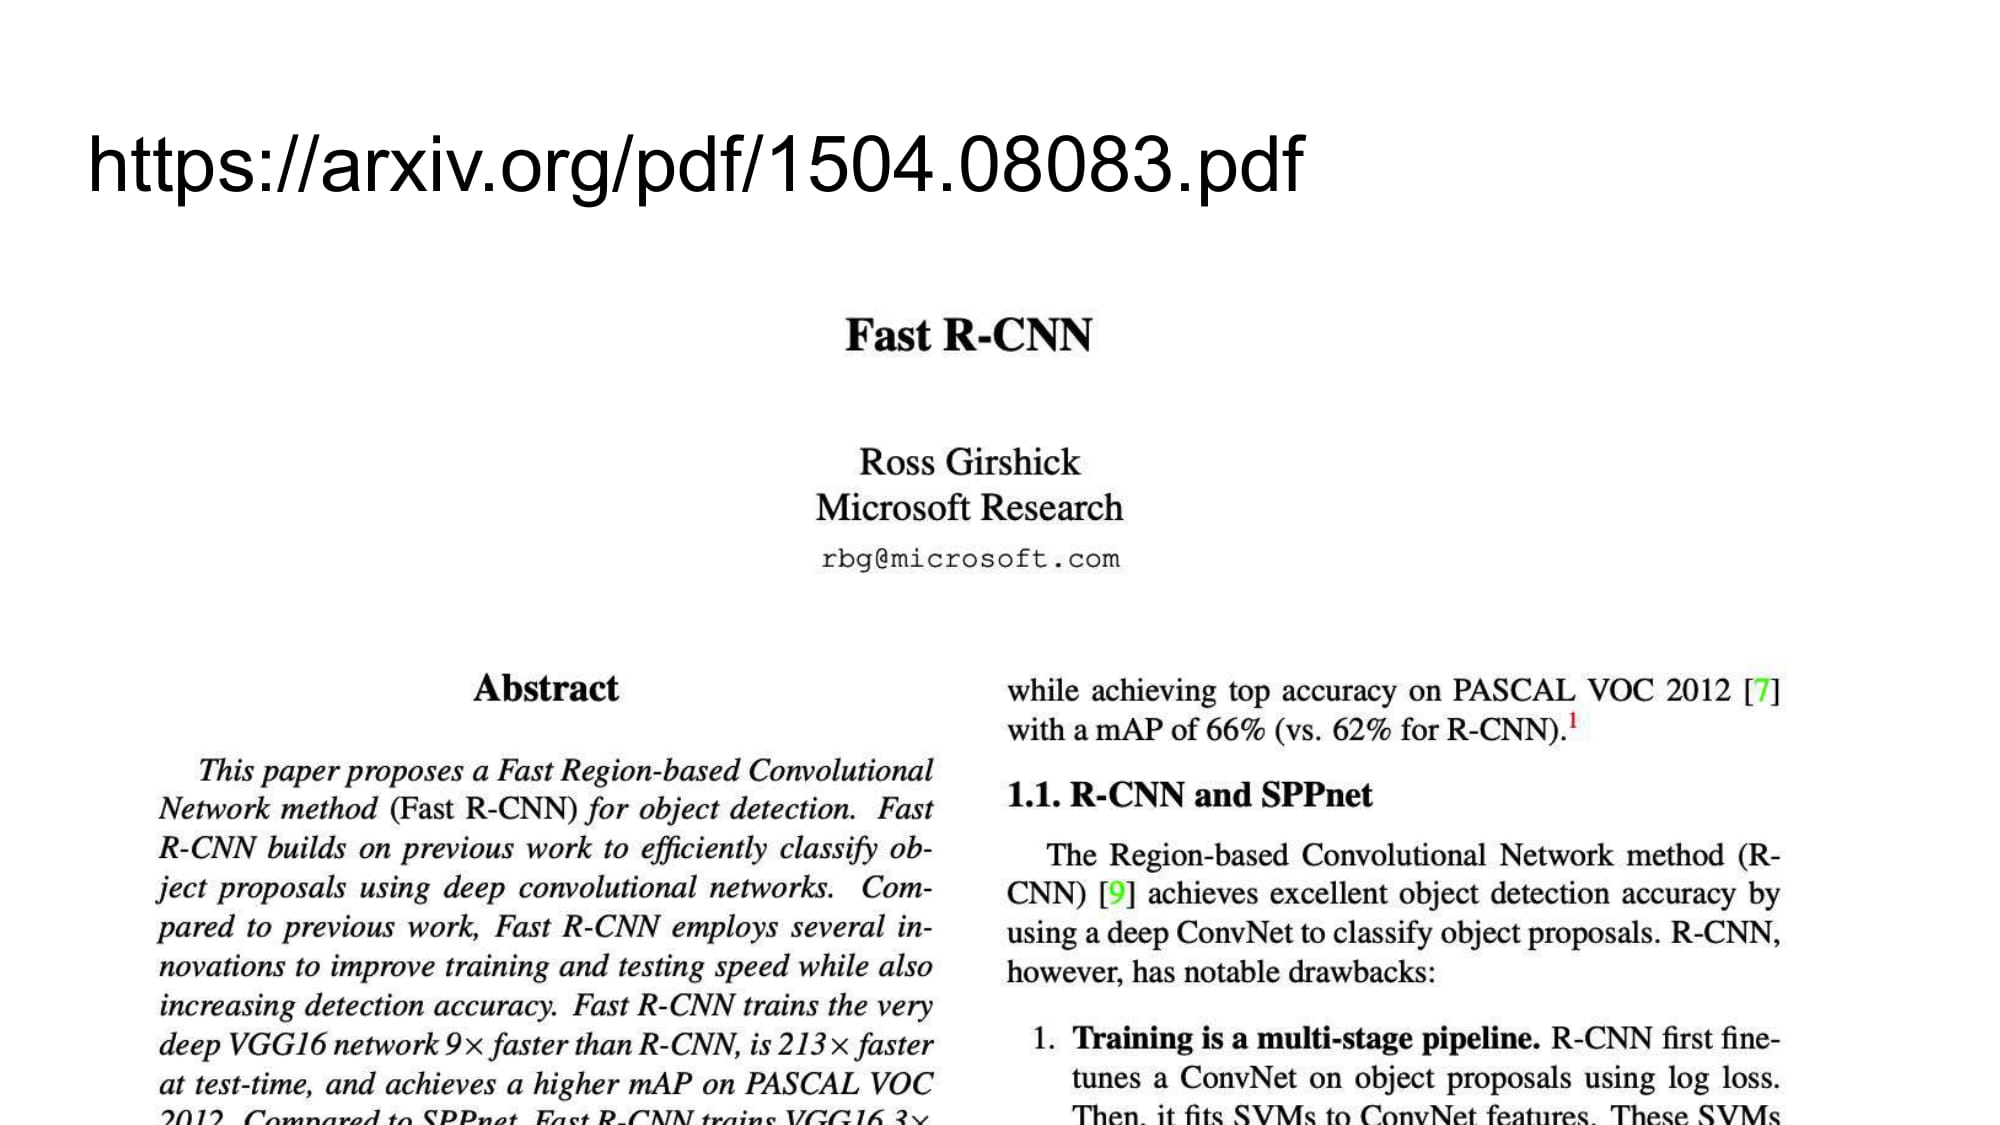 https://arxiv.org/pdf/1504.08083.pdf
Fast R-CNN
Ross Girshick
Microsoft Research
rbg@microsoft.com
Abstract
This paper proposes a Fast Region-based Convolutional
Network method (Fast R-CNN) for object detection. Fast
R-CNN builds on previous work to efficiently classify ob-
ject proposals using deep convolutional networks. Com-
pared to previous work, Fast R-CNN employs several in-
novations to improve training and testing speed while also
increasing detection accuracy. Fast R-CNN trains the very
deep VGG16 network 9× faster than R-CNN, is 213× faster
at test-time, and achieves a higher mAP on PASCAL VOC
2012. Compared to SPPnet, Fast R-CNN trains VGG16 3×
while achieving top accuracy on PASCAL VOC 2012 [7]
with a mAP of 66% (vs. 62% for R-CNN).1
1.1. R-CNN and SPPnet
The Region-based Convolutional Network method (R-
CNN) [9] achieves excellent object detection accuracy by
using a deep ConvNet to classify object proposals. R-CNN,
however, has notable drawbacks:
1. Training is a multi-stage pipeline. R-CNN first fine-
tunes a ConvNet on object proposals using log loss.
Then, it fits SVMs to ConvNet features. These SVMs